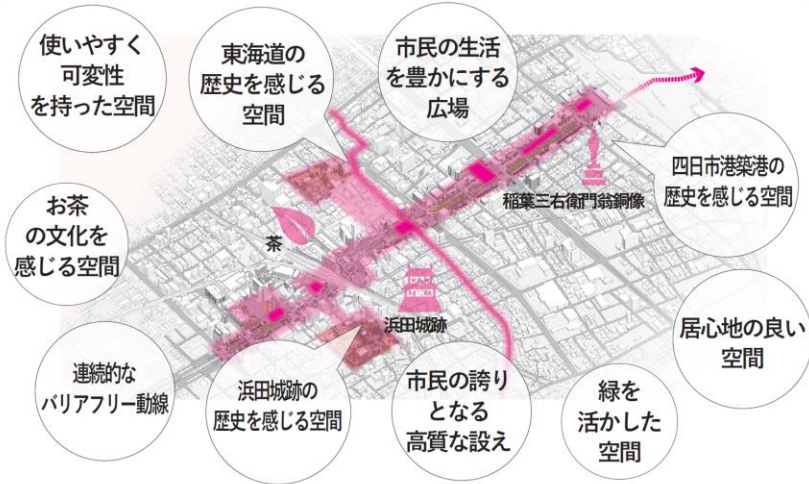 使いやすく
可変性
を持った空間
東海道の
歴史を感じる
空間
市民の生活
を豊かにする
広場
四日市港築港の
歴史を感じる空間
稲葉三右衛門翁銅像
お茶
の文化を
感じる空間
茶
浜田城跡
居心地の良い
空間
連続的な
バリアフリー動線
浜田城跡の
歴史を感じる空間
市民の誇り
となる
高質な設え
緑を
活かした
空間